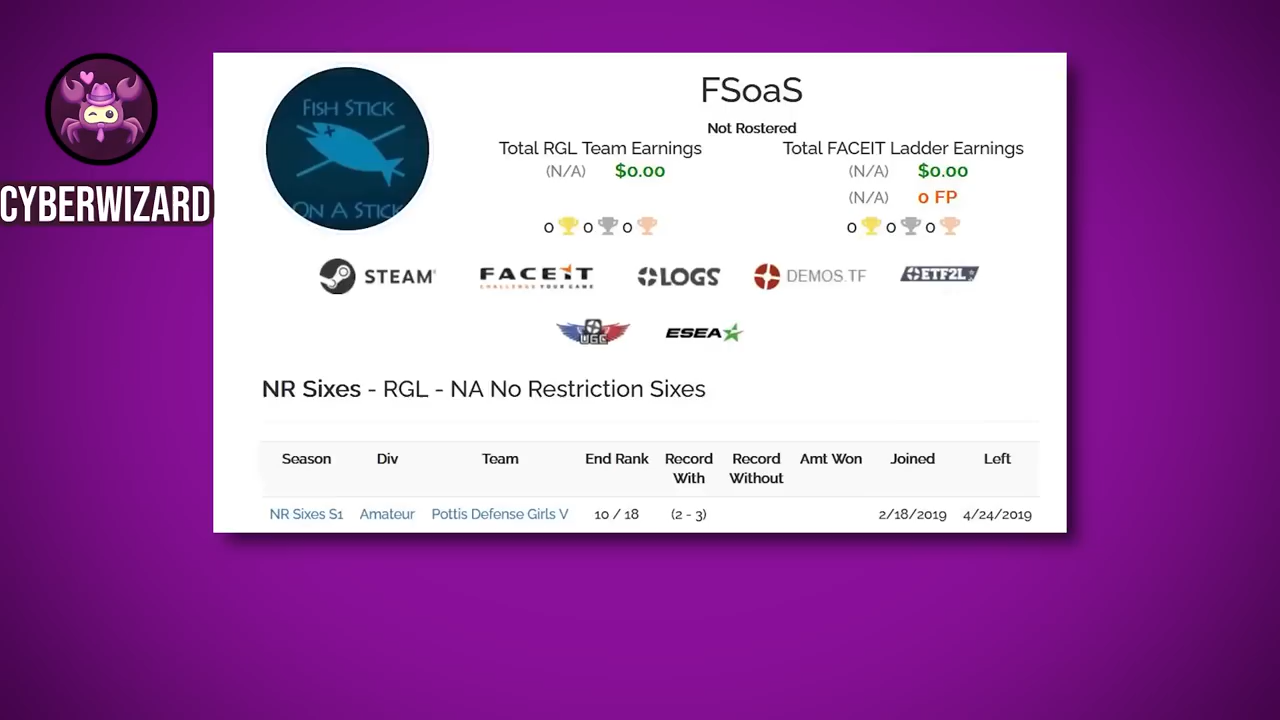 CYBERWIZARD
FISH STICK
ON A STICK
FSoaS
Not Rostered
Total RGL Team Earnings
(N/A) $0.00
0 0 0
Total FACEIT Ladder Earnings
(N/A) $0.00
(N/A) 0 FP
0 0 0
STEAM
FACEIT
CHALLENGE YOUR GAME
LOGS
DEMOS.TF
ETF2L
UGC
ESEA
NR Sixes - RGL - NA No Restriction Sixes
Season Div Team End Rank Record With Record Without Amt Won Joined Left
NR Sixes S1 Amateur Pottis Defense Girls V 10 / 18 (2 - 3) 2/18/2019 4/24/2019